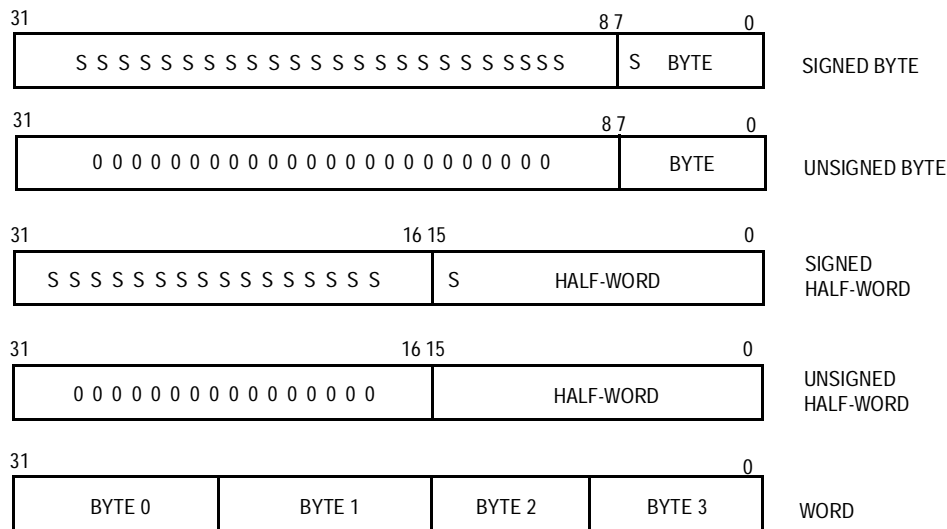 31 8 7 0
S S S S S S S S S S S S S S S S S S S S SSSS S BYTE SIGNED BYTE
31 8 7 0
0 0 0 0 0 0 0 0 0 0 0 0 0 0 0 0 0 0 0 0 0 0 0 0 BYTE UNSIGNED BYTE
31 16 15 0
S S S S S S S S S S S S S S S S S HALF-WORD SIGNED
HALF-WORD
31 16 15 0
0 0 0 0 0 0 0 0 0 0 0 0 0 0 0 0 HALF-WORD UNSIGNED
HALF-WORD
31 0
BYTE 0 BYTE 1 BYTE 2 BYTE 3 WORD